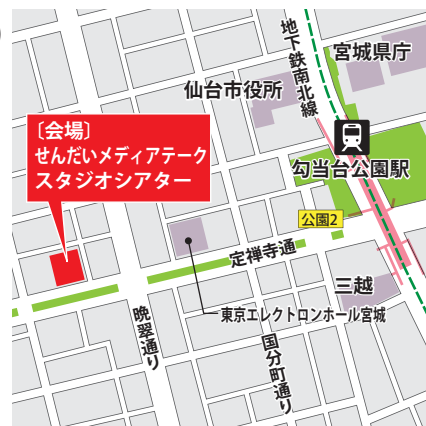 地下鉄南北線
宮城県庁
仙台市役所
〔会場〕
せんだいメディアテーク
スタジオシアター
勾当台公園駅
公園2
定禅寺通
三越
東京エレクトロンホール宮城
晩翠通り
国分町通り